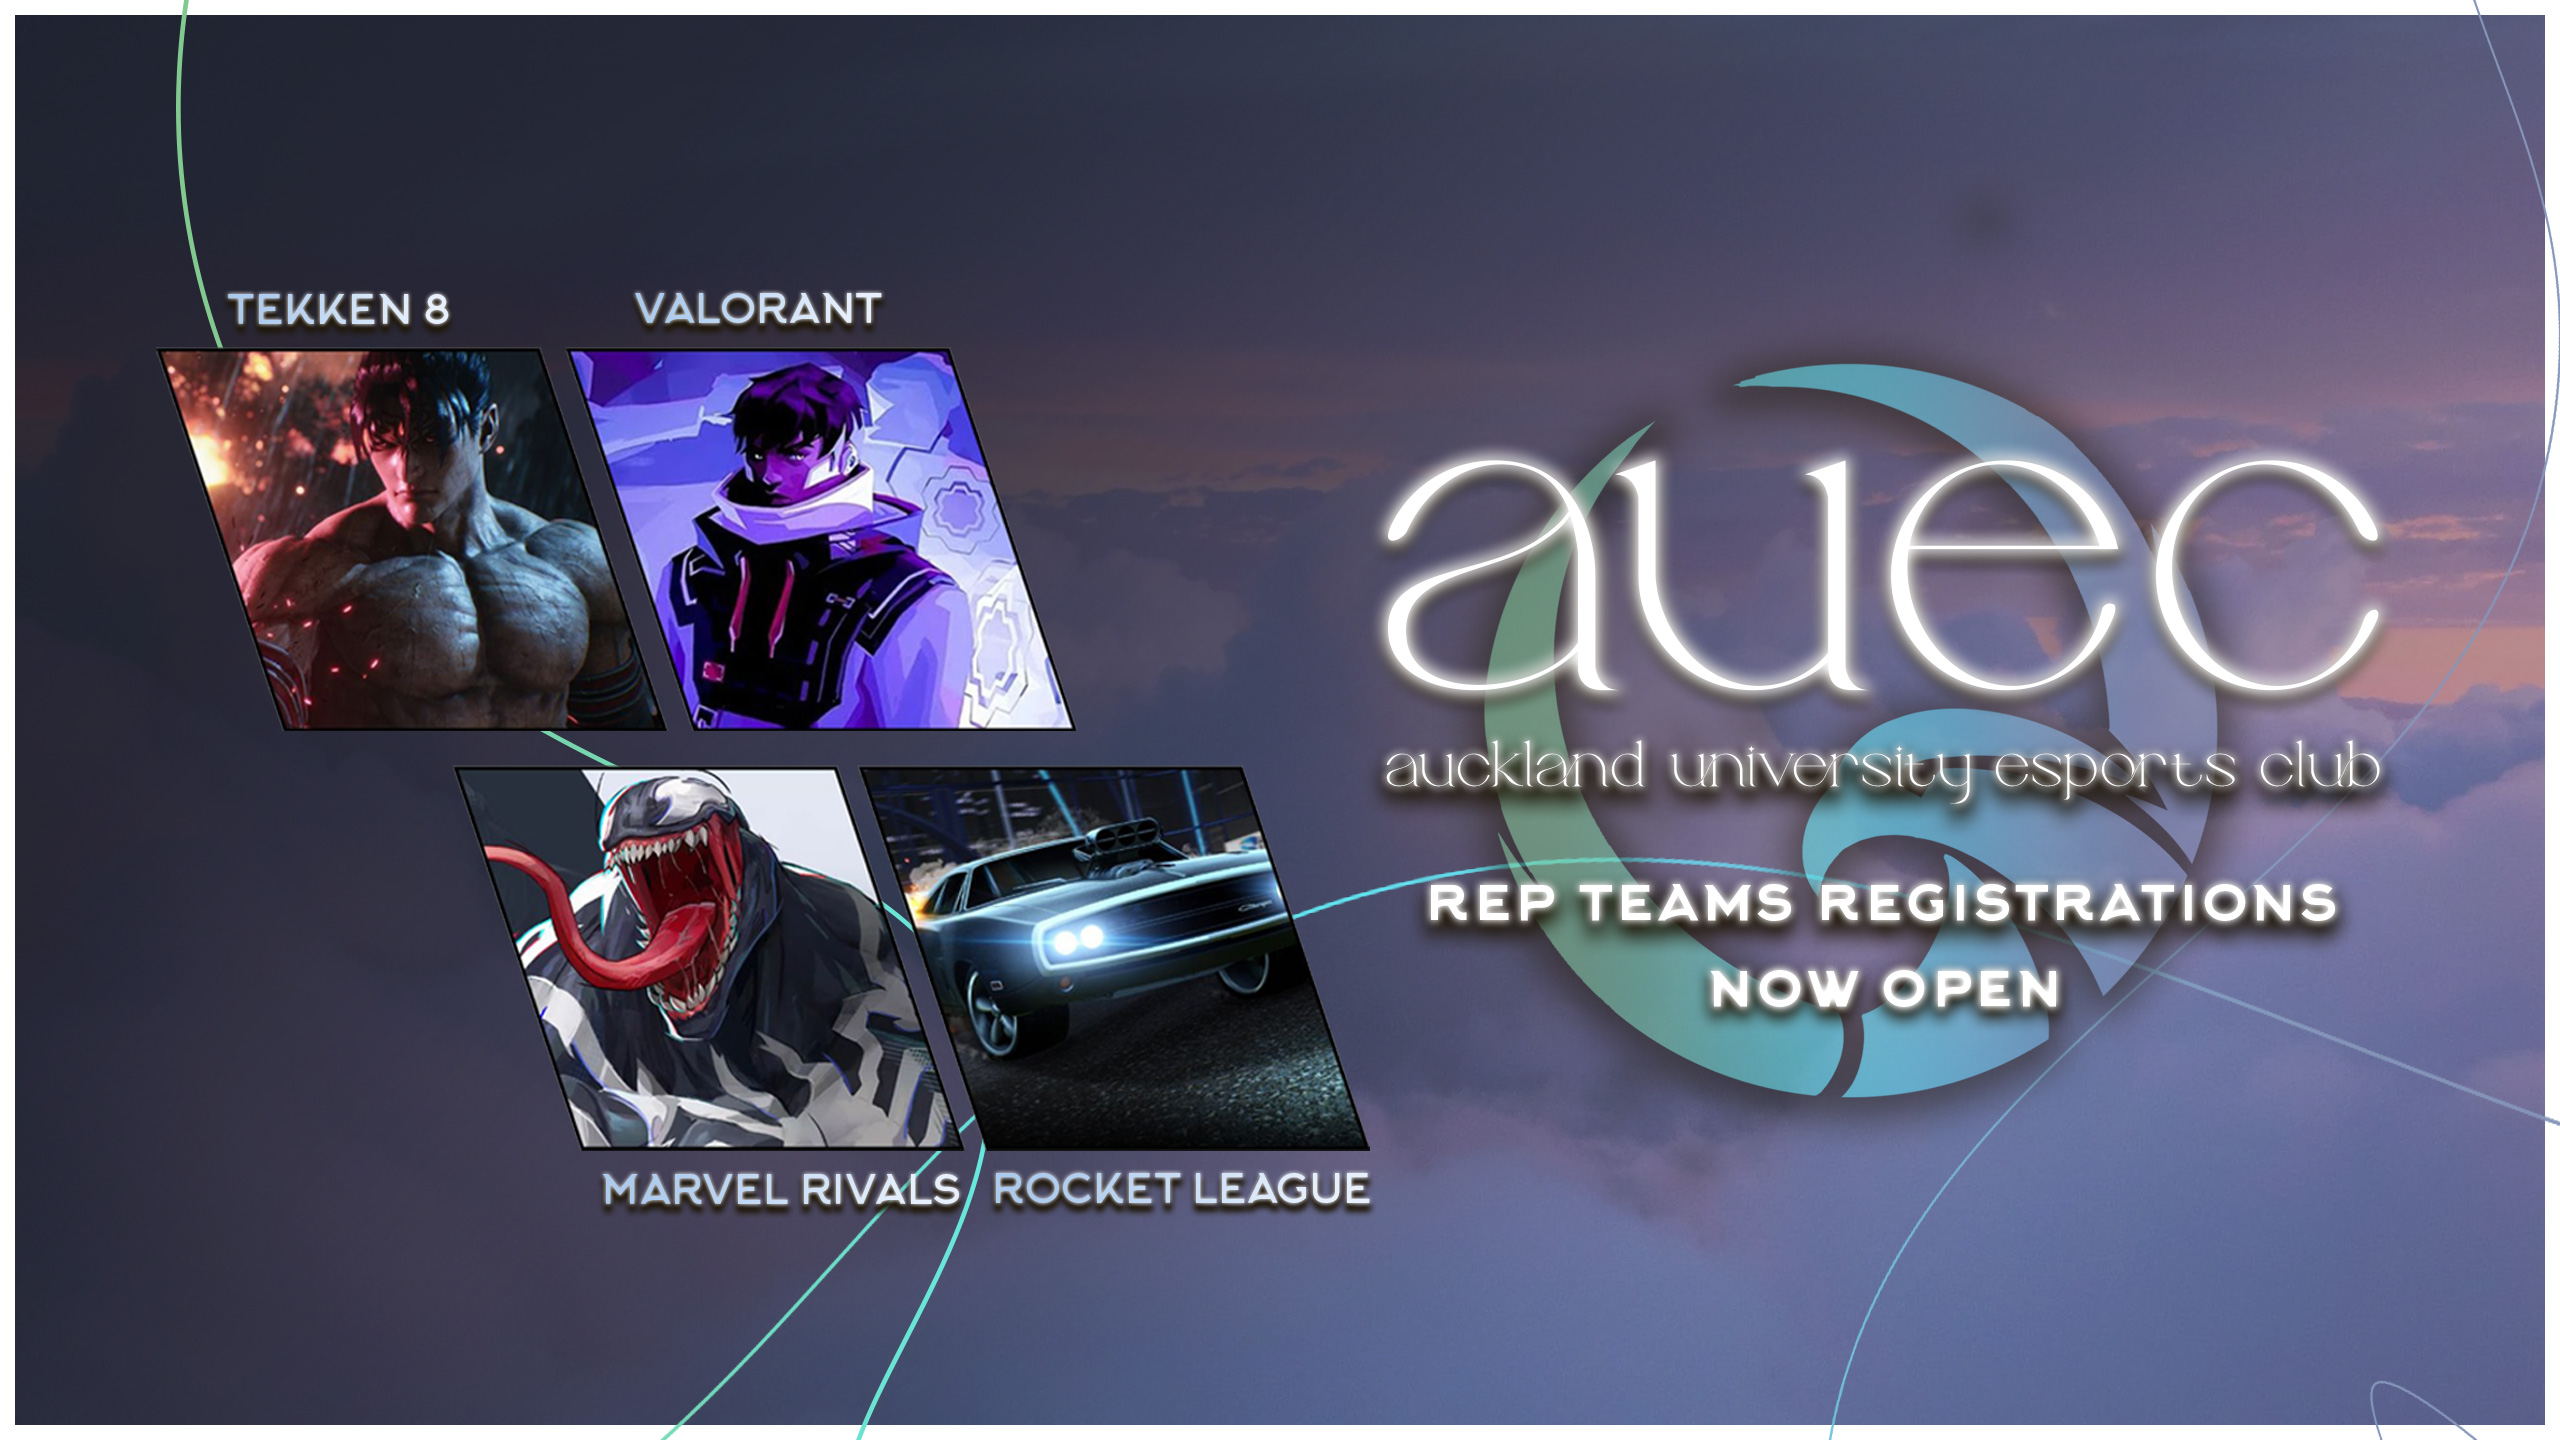 TEKKEN 8
VALORANT
MARVEL RIVALS
ROCKET LEAGUE
auec
auckland university esports club
REP TEAMS REGISTRATIONS
NOW OPEN